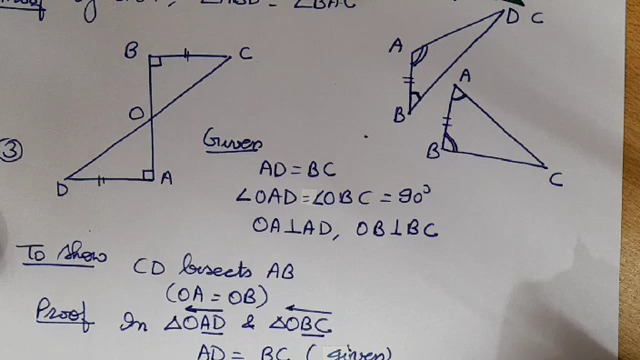 ∠ABD = ∠BAC
D C
A
B
A
B
C
B
C
O
D
A
3
Given
AD = BC
∠OAD = ∠OBC = 90°
OA ⊥ AD, OB ⊥ BC
To show
CD bisects AB
(OA = OB)
Proof In △OAD & △OBC
AD = BC (given)